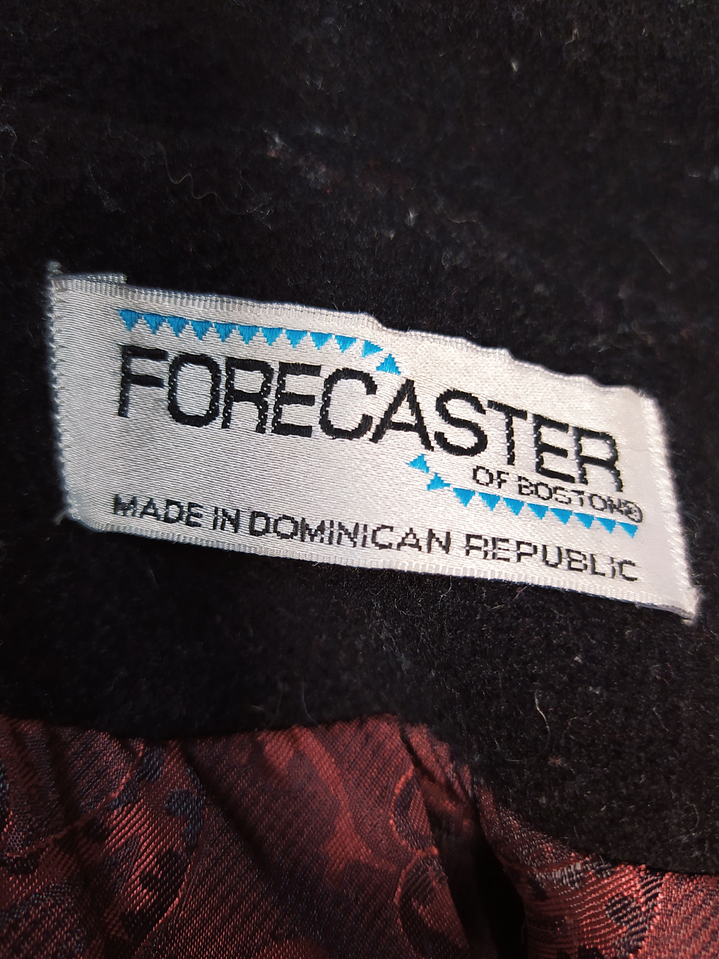 FORECASTER
OF BOSTON®
MADE IN DOMINICAN REPUBLIC